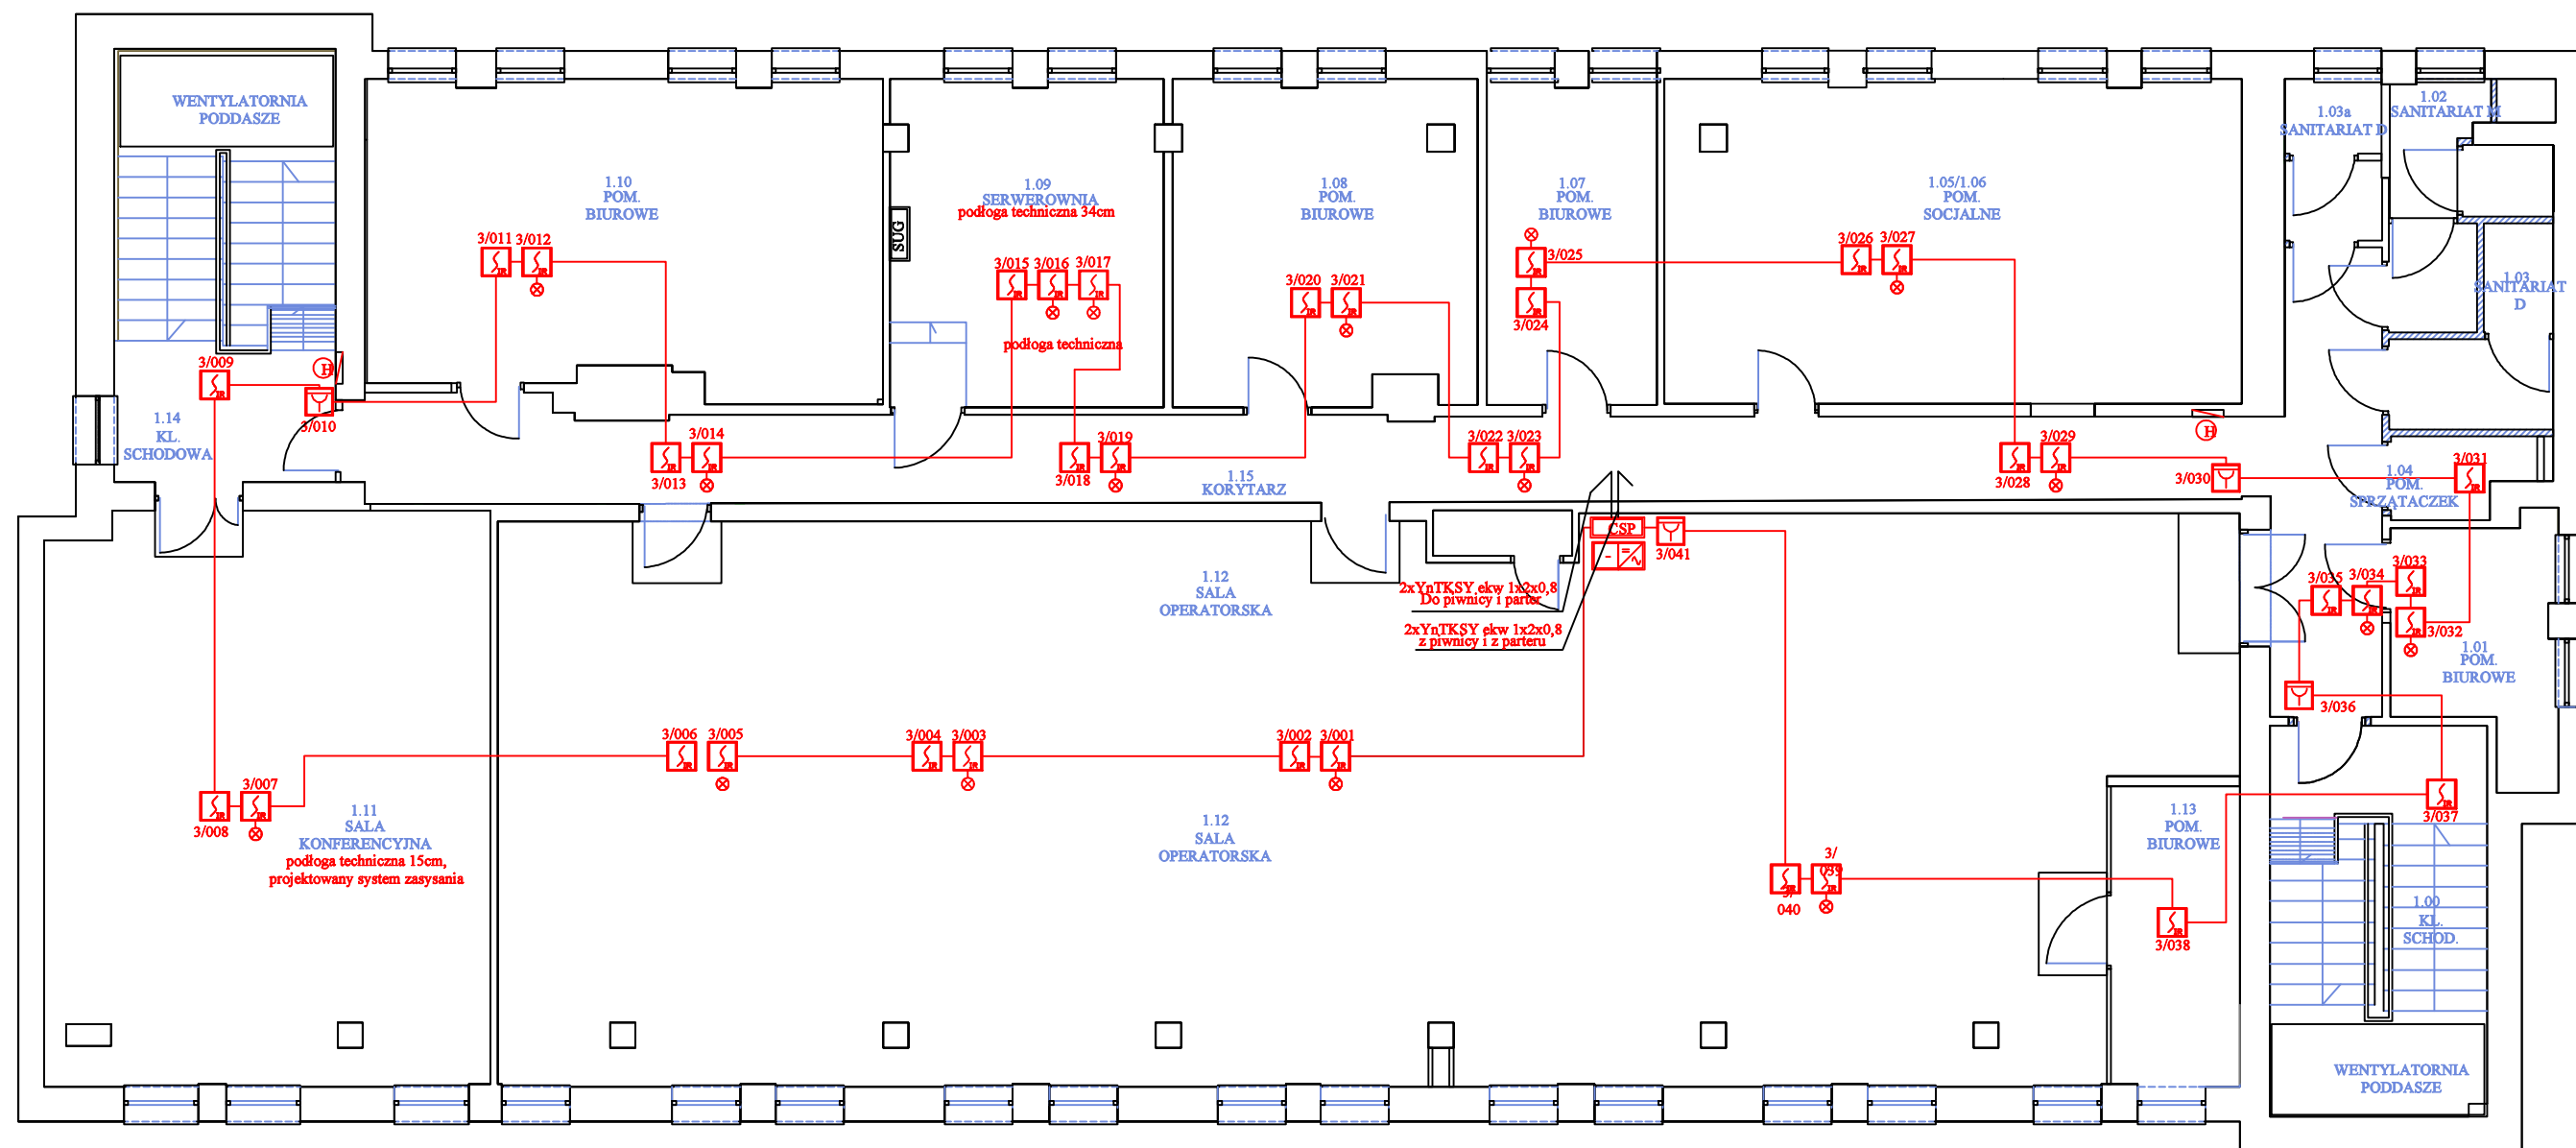 WENTYLATORNIA
PODDASZE
1.10
POM.
BIUROWE
1.09
SERWEROWNIA
podłoga techniczna 34cm
SUG
1.08
POM.
BIUROWE
1.07
POM.
BIUROWE
1.05/1.06
POM.
SOCJALNE
1.03a
SANITARIAT D
1.02
SANITARIAT M
1.03
SANITARIAT
D
3/011
3/012
3/015
3/016
3/017
3/020
3/021
3/025
3/024
3/026
3/027
podłoga techniczna
3/009
H
3/010
1.14
KL.
SCHODOWA
3/013
3/014
3/018
3/019
3/022
3/023
1.15
KORYTARZ
3/028
3/029
H
3/030
3/031
1.04
POM.
SPRZĄTACZEK
CSP
3/041
1.12
SALA
OPERATORSKA
2xYnTKSY ekw 1x2x0,8
Do piwnicy i parter
2xYnTKSY ekw 1x2x0,8
z piwnicy i z parteru
3/035
3/034
3/033
3/032
1.01
POM.
BIUROWE
3/036
3/006
3/005
3/004
3/003
3/002
3/001
3/007
3/008
1.11
SALA
KONFERENCYJNA
podłoga techniczna 15cm,
projektowany system zasysania
1.12
SALA
OPERATORSKA
3/
039
3/
040
1.13
POM.
BIUROWE
3/037
3/038
1.00
KL.
SCHOD.
WENTYLATORNIA
PODDASZE